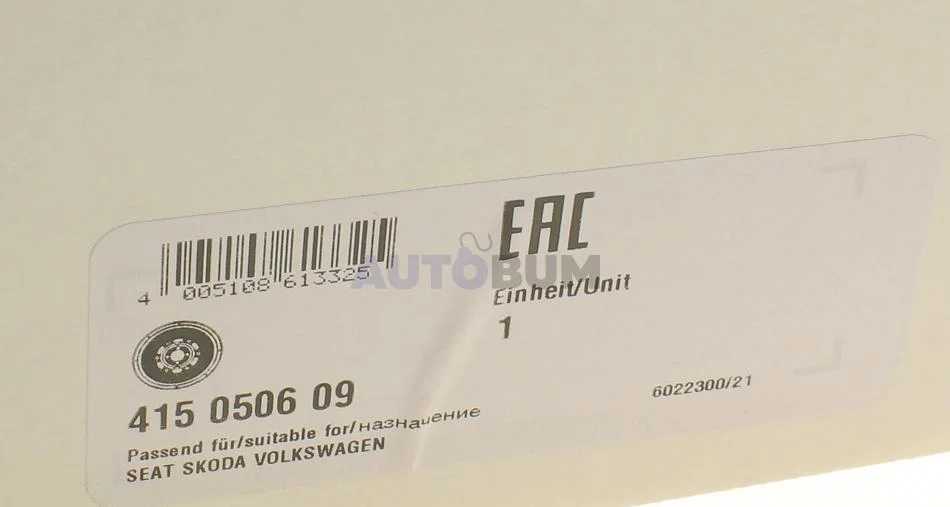 EAC
4 005108 613325
AUTOBUM
Einheit/Unit
1
415 0506 09
6022300/21
Passend für/suitable for/назначение
SEAT SKODA VOLKSWAGEN